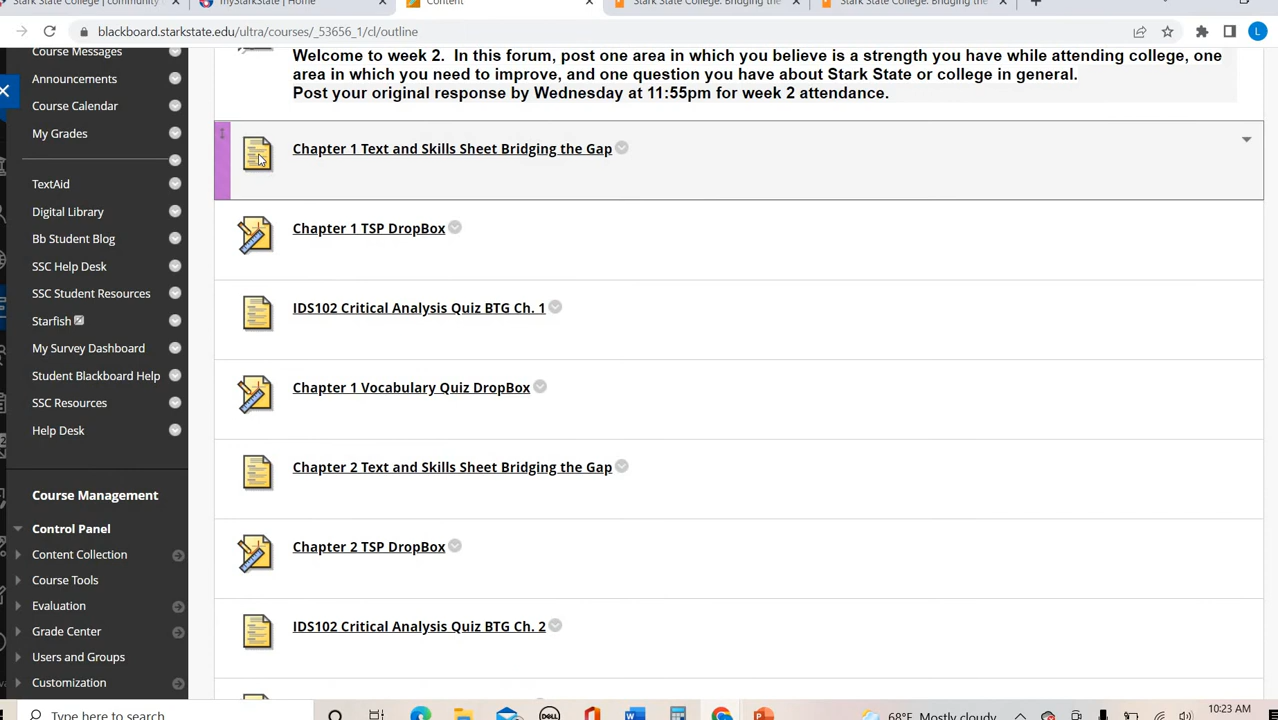 Stark State College | community
mystarkstate | Home
Content
Stark State College: Bridging the
Stark State College: Bridging the
blackboard.starkstate.edu/ultra/courses/_53656_1/cl/outline
L
Course Messages
Announcements
Course Calendar
My Grades
TextAid
Digital Library
Bb Student Blog
SSC Help Desk
SSC Student Resources
Starfish
My Survey Dashboard
Student Blackboard Help
SSC Resources
Help Desk
Course Management
Control Panel
Content Collection
Course Tools
Evaluation
Grade Center
Users and Groups
Customization
Welcome to week 2. In this forum, post one area in which you believe is a strength you have while attending college, one
area in which you need to improve, and one question you have about Stark State or college in general.
Post your original response by Wednesday at 11:55pm for week 2 attendance.
Chapter 1 Text and Skills Sheet Bridging the Gap
Chapter 1 TSP DropBox
IDS102 Critical Analysis Quiz BTG Ch. 1
Chapter 1 Vocabulary Quiz DropBox
Chapter 2 Text and Skills Sheet Bridging the Gap
Chapter 2 TSP DropBox
IDS102 Critical Analysis Quiz BTG Ch. 2
Type here to search
DELL
68°F Mostly cloudy
10:23 AM